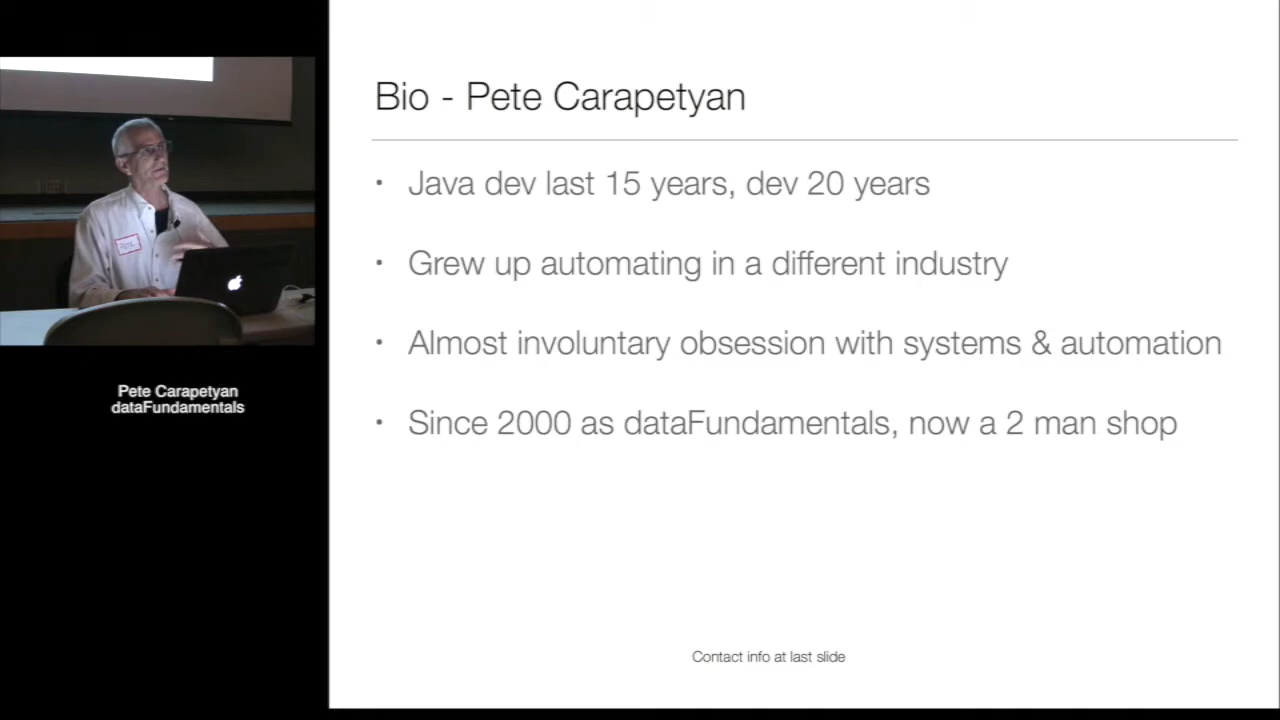 Bio - Pete Carapetyan
• Java dev last 15 years, dev 20 years
• Grew up automating in a different industry
• Almost involuntary obsession with systems & automation
• Since 2000 as dataFundamentals, now a 2 man shop
Contact info at last slide
Pete Carapetyan
dataFundamentals